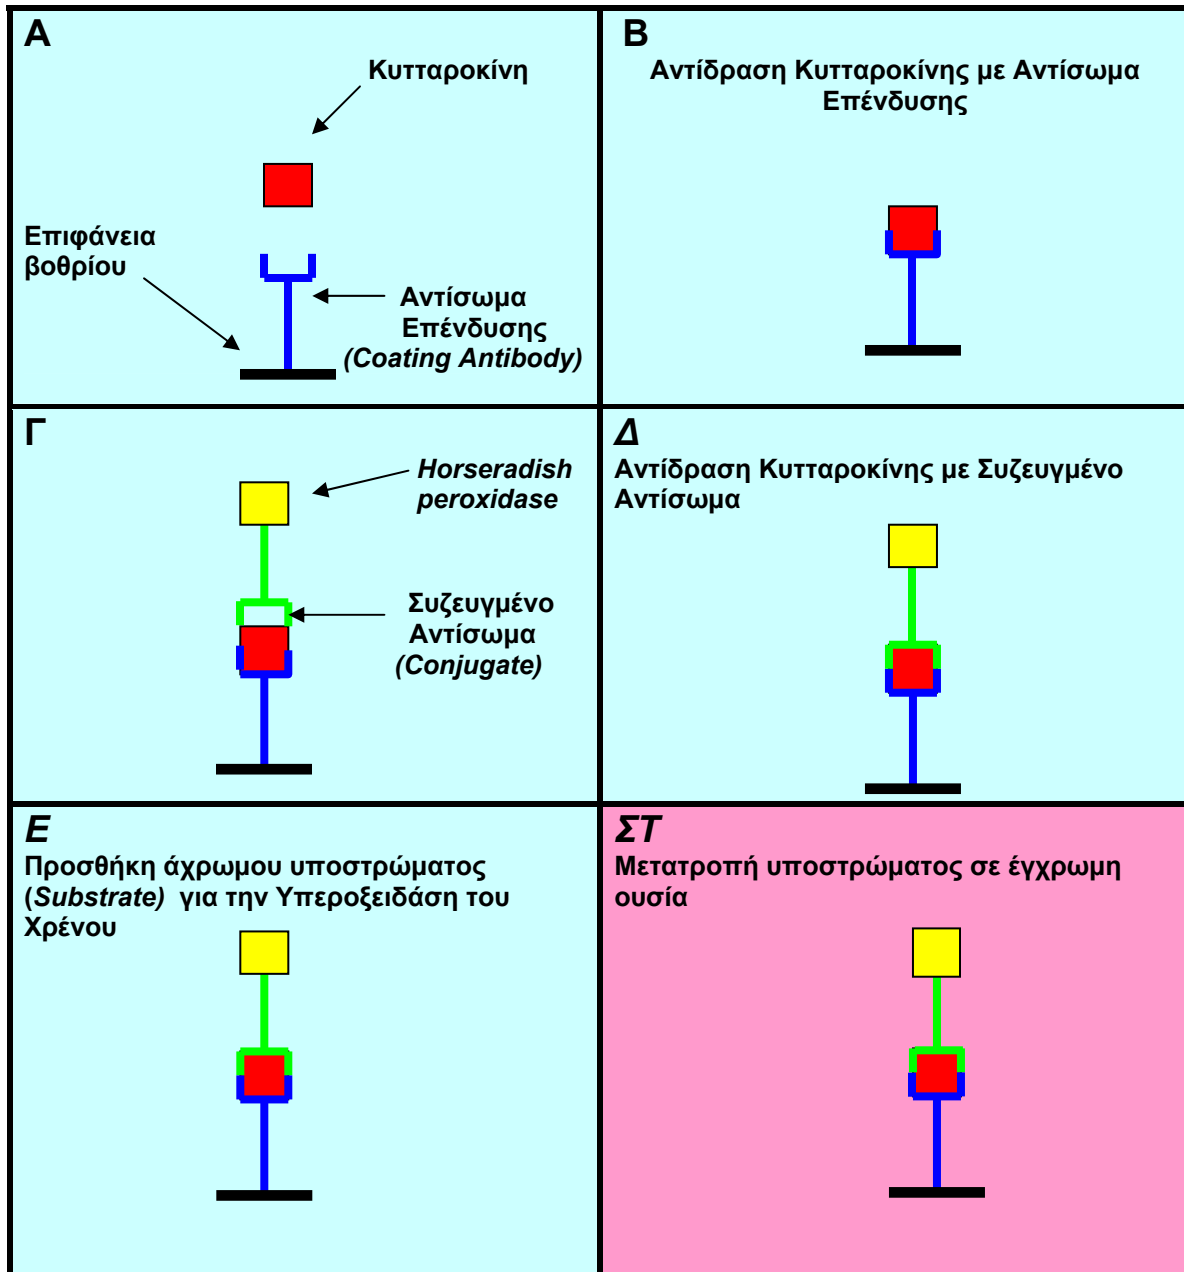 Α
Κυτταροκίνη
Επιφάνεια
βοθρίου
Αντίσωμα
Επένδυσης
(Coating Antibody)
Β
Αντίδραση Κυτταροκίνης με Αντίσωμα
Επένδυσης
Γ
Horseradish
peroxidase
Συζευγμένο
Αντίσωμα
(Conjugate)
Δ
Αντίδραση Κυτταροκίνης με Συζευγμένο
Αντίσωμα
Ε
Προσθήκη άχρωμου υποστρώματος
(Substrate) για την Υπεροξειδάση του
Χρένου
ΣΤ
Μετατροπή υποστρώματος σε έγχρωμη
ουσία